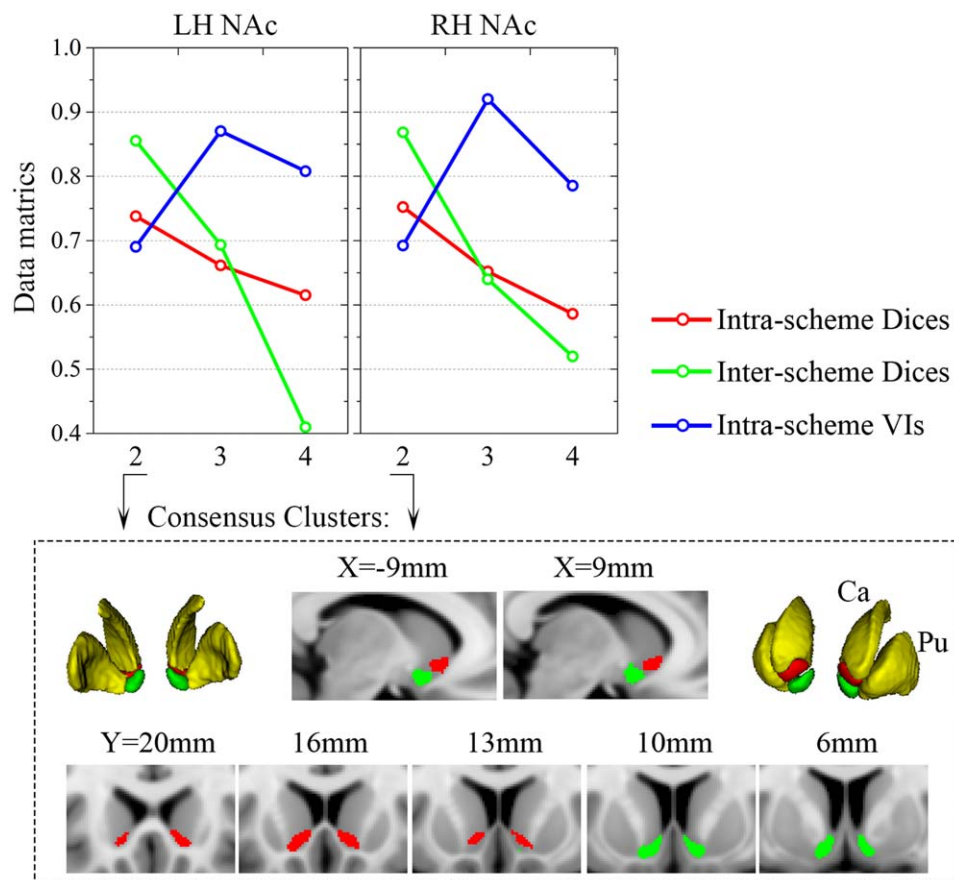 LH NAc RH NAc
1.0
0.9
0.8
0.7
0.6
0.5
0.4
Data matrics
2 3 4 2 3 4
Intra-scheme Dices
Inter-scheme Dices
Intra-scheme VIs
Consensus Clusters:
X=-9mm X=9mm
Ca
Pu
Y=20mm 16mm 13mm 10mm 6mm